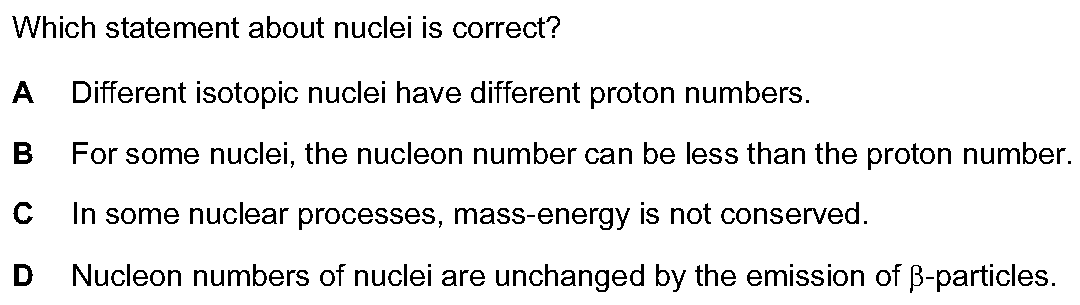 Which statement about nuclei is correct?
A Different isotopic nuclei have different proton numbers.
B For some nuclei, the nucleon number can be less than the proton number.
C In some nuclear processes, mass-energy is not conserved.
D Nucleon numbers of nuclei are unchanged by the emission of β-particles.